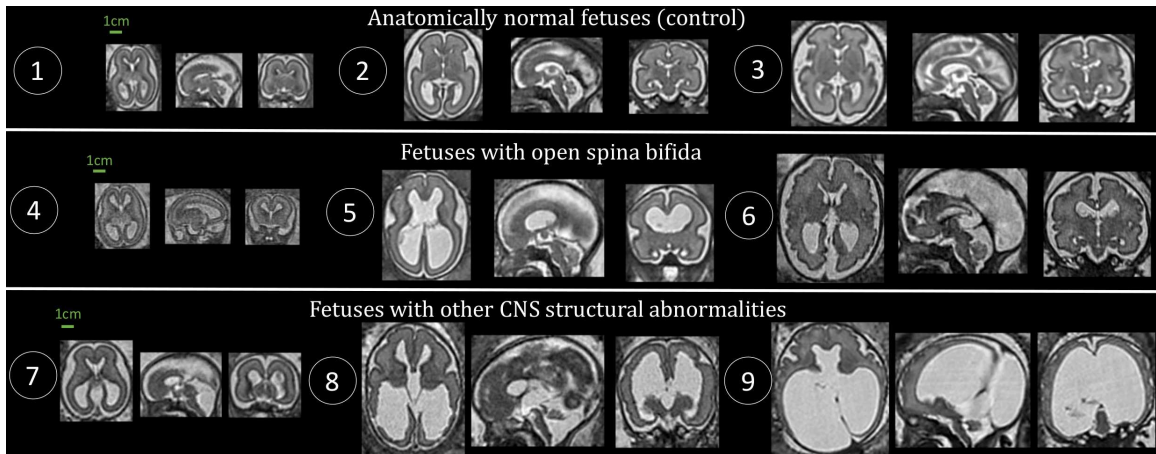 Anatomically normal fetuses (control)
1cm
1
2
3
Fetuses with open spina bifida
1cm
4
5
6
Fetuses with other CNS structural abnormalities
1cm
7
8
9